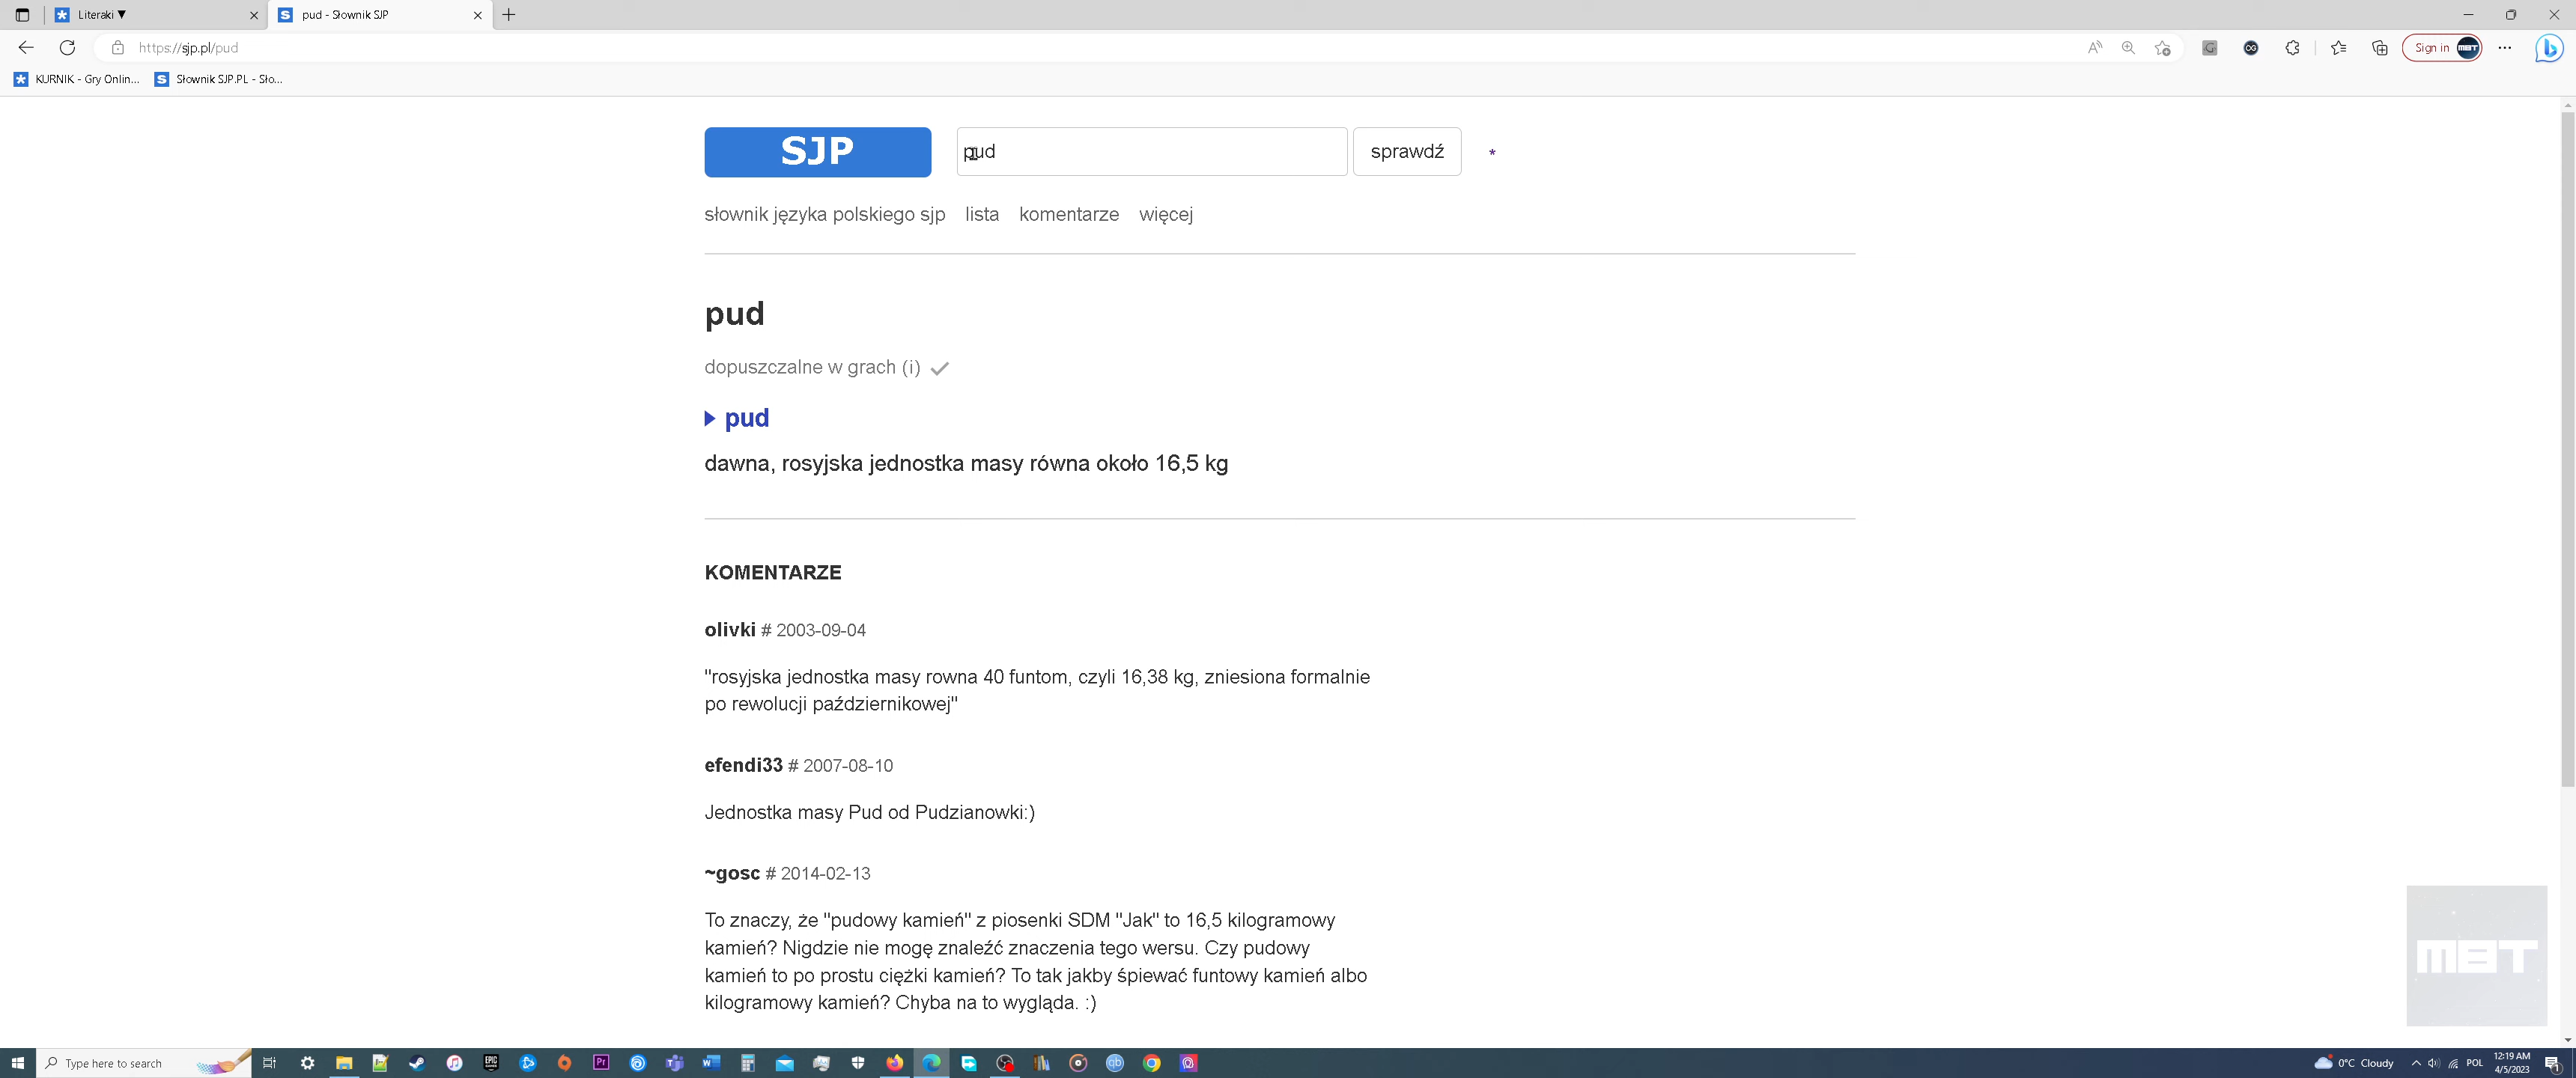 Literaki ▼
pud - Słownik SJP
https://sjp.pl/pud
Sign in
KURNIK - Gry Onlin...
Słownik SJP.PL - Sło...
SJP
pud
sprawdź
*
słownik języka polskiego sjp lista komentarze więcej
pud
dopuszczalne w grach (i)
pud
dawna, rosyjska jednostka masy równa około 16,5 kg
KOMENTARZE
olivki # 2003-09-04
"rosyjska jednostka masy rowna 40 funtom, czyli 16,38 kg, zniesiona formalnie
po rewolucji październikowej"
efendi33 # 2007-08-10
Jednostka masy Pud od Pudzianowki:)
~gosc # 2014-02-13
To znaczy, że "pudowy kamień" z piosenki SDM "Jak" to 16,5 kilogramowy
kamień? Nigdzie nie mogę znaleźć znaczenia tego wersu. Czy pudowy
kamień to po prostu ciężki kamień? To tak jakby śpiewać funtowy kamień albo
kilogramowy kamień? Chyba na to wygląda. :)
MBT
Type here to search
0°C Cloudy
POL
12:19 AM
4/5/2023